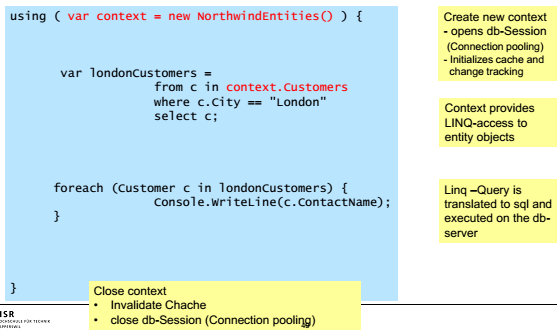 using ( var context = new NorthwindEntities() ) {
Create new context
- opens db-Session
(Connection pooling)
- Initializes cache and
change tracking
var londonCustomers =
from c in context.Customers
where c.City == "London"
select c;
Context provides
LINQ-access to
entity objects
foreach (Customer c in londonCustomers) {
Console.WriteLine(c.ContactName);
}
Linq –Query is
translated to sql and
executed on the db-
server
}
Close context
• Invalidate Chache
• close db-Session (Connection pooling)
HSR
HOCHSCHULE FÜR TECHNIK
RAPPERSWIL